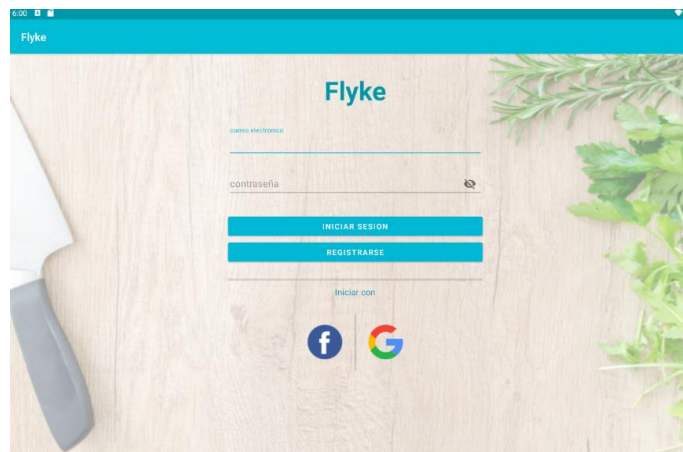 6:00
Flyke
Flyke
correo electronico
contraseña
INICIAR SESION
REGISTRARSE
Iniciar con